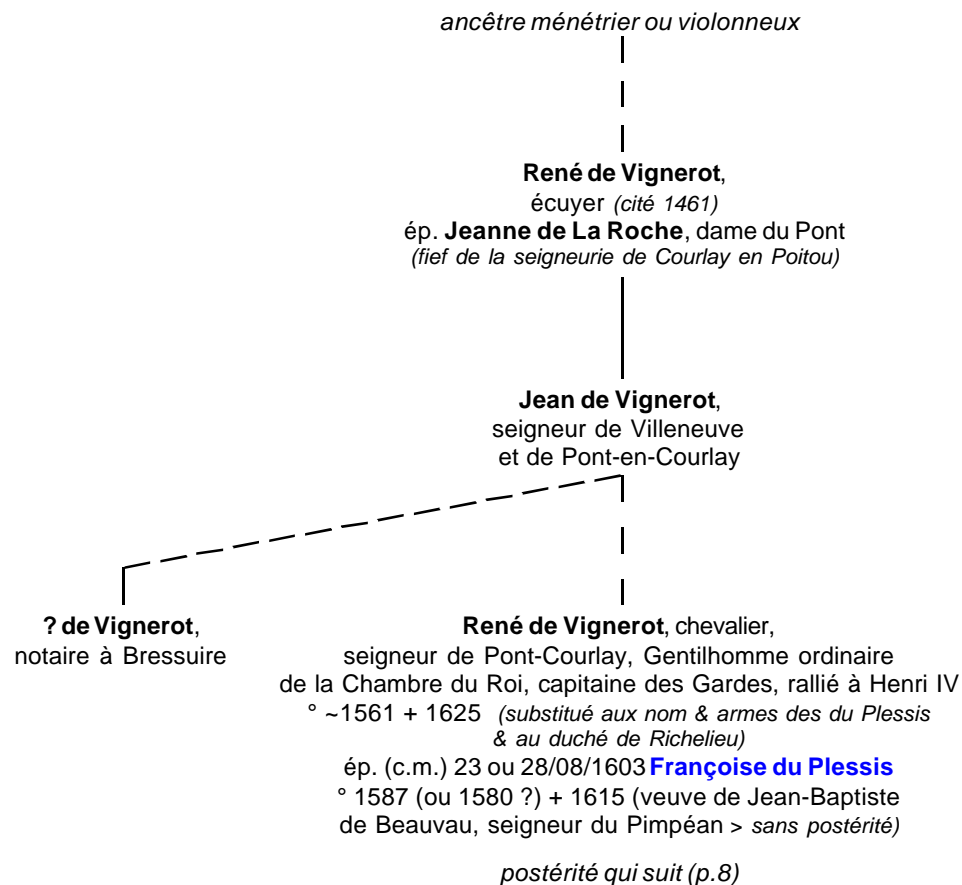 ancêtre ménétrier ou violonneux
René de Vignerot,
écuyer (cité 1461)
ép. Jeanne de La Roche, dame du Pont
(fief de la seigneurie de Courlay en Poitou)
Jean de Vignerot,
seigneur de Villeneuve
et de Pont-en-Courlay
? de Vignerot,
notaire à Bressuire
René de Vignerot, chevalier,
seigneur de Pont-Courlay, Gentilhomme ordinaire
de la Chambre du Roi, capitaine des Gardes, rallié à Henri IV
° ~1561 + 1625 (substitué aux nom & armes des du Plessis
& au duché de Richelieu)
ép. (c.m.) 23 ou 28/08/1603 Françoise du Plessis
° 1587 (ou 1580 ?) + 1615 (veuve de Jean-Baptiste
de Beauvau, seigneur du Pimpéan > sans postérité)
postérité qui suit (p.8)